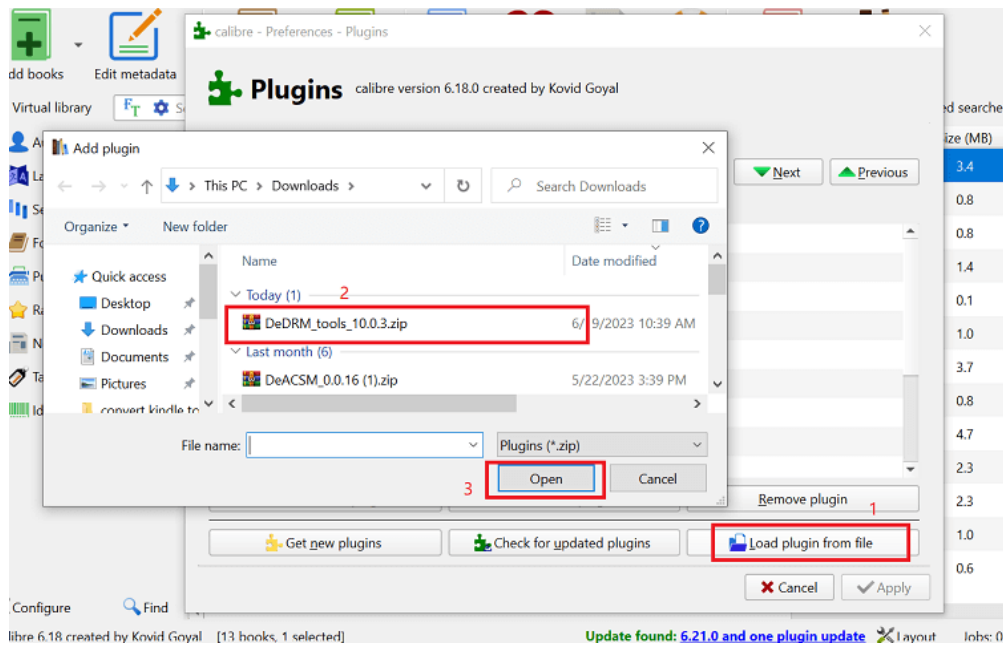 calibre - Preferences - Plugins
dd books Edit metadata
Plugins calibre version 6.18.0 created by Kovid Goyal
Virtual library FT
ed searche
Add plugin
ize (MB)
This PC > Downloads > Search Downloads
Next Previous
3.4
0.8
Organize New folder
0.8
Name Date modified
1.4
Quick access
Today (1) 2
0.1
Desktop
DeDRM_tools_10.0.3.zip 6/ 9/2023 10:39 AM
Downloads
1.0
Documents
Last month (6)
3.7
Pictures
DeACSM_0.0.16 (1).zip 5/22/2023 3:39 PM
convert kindle to
0.8
File name: Plugins (*.zip)
4.7
3 Open Cancel
2.3
Remove plugin 1
2.3
Get new plugins Check for updated plugins Load plugin from file
1.0
0.6
Cancel Apply
Configure Find
libre 6.18 created by Kovid Goyal [13 books, 1 selected] Update found: 6.21.0 and one plugin update Layout Jobs: 0